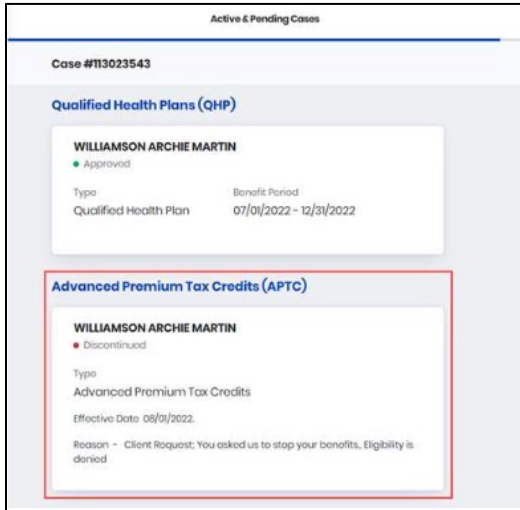 Active & Pending Cases
Case #113023543
Qualified Health Plans (QHP)
WILLIAMSON ARCHIE MARTIN
Approved
Type Benefit Period
Qualified Health Plan 07/01/2022 - 12/31/2022
Advanced Premium Tax Credits (APTC)
WILLIAMSON ARCHIE MARTIN
Discontinued
Type
Advanced Premium Tax Credits
Effective Date 08/01/2022.
Reason - Client Request; You asked us to stop your benefits., Eligibility is
denied